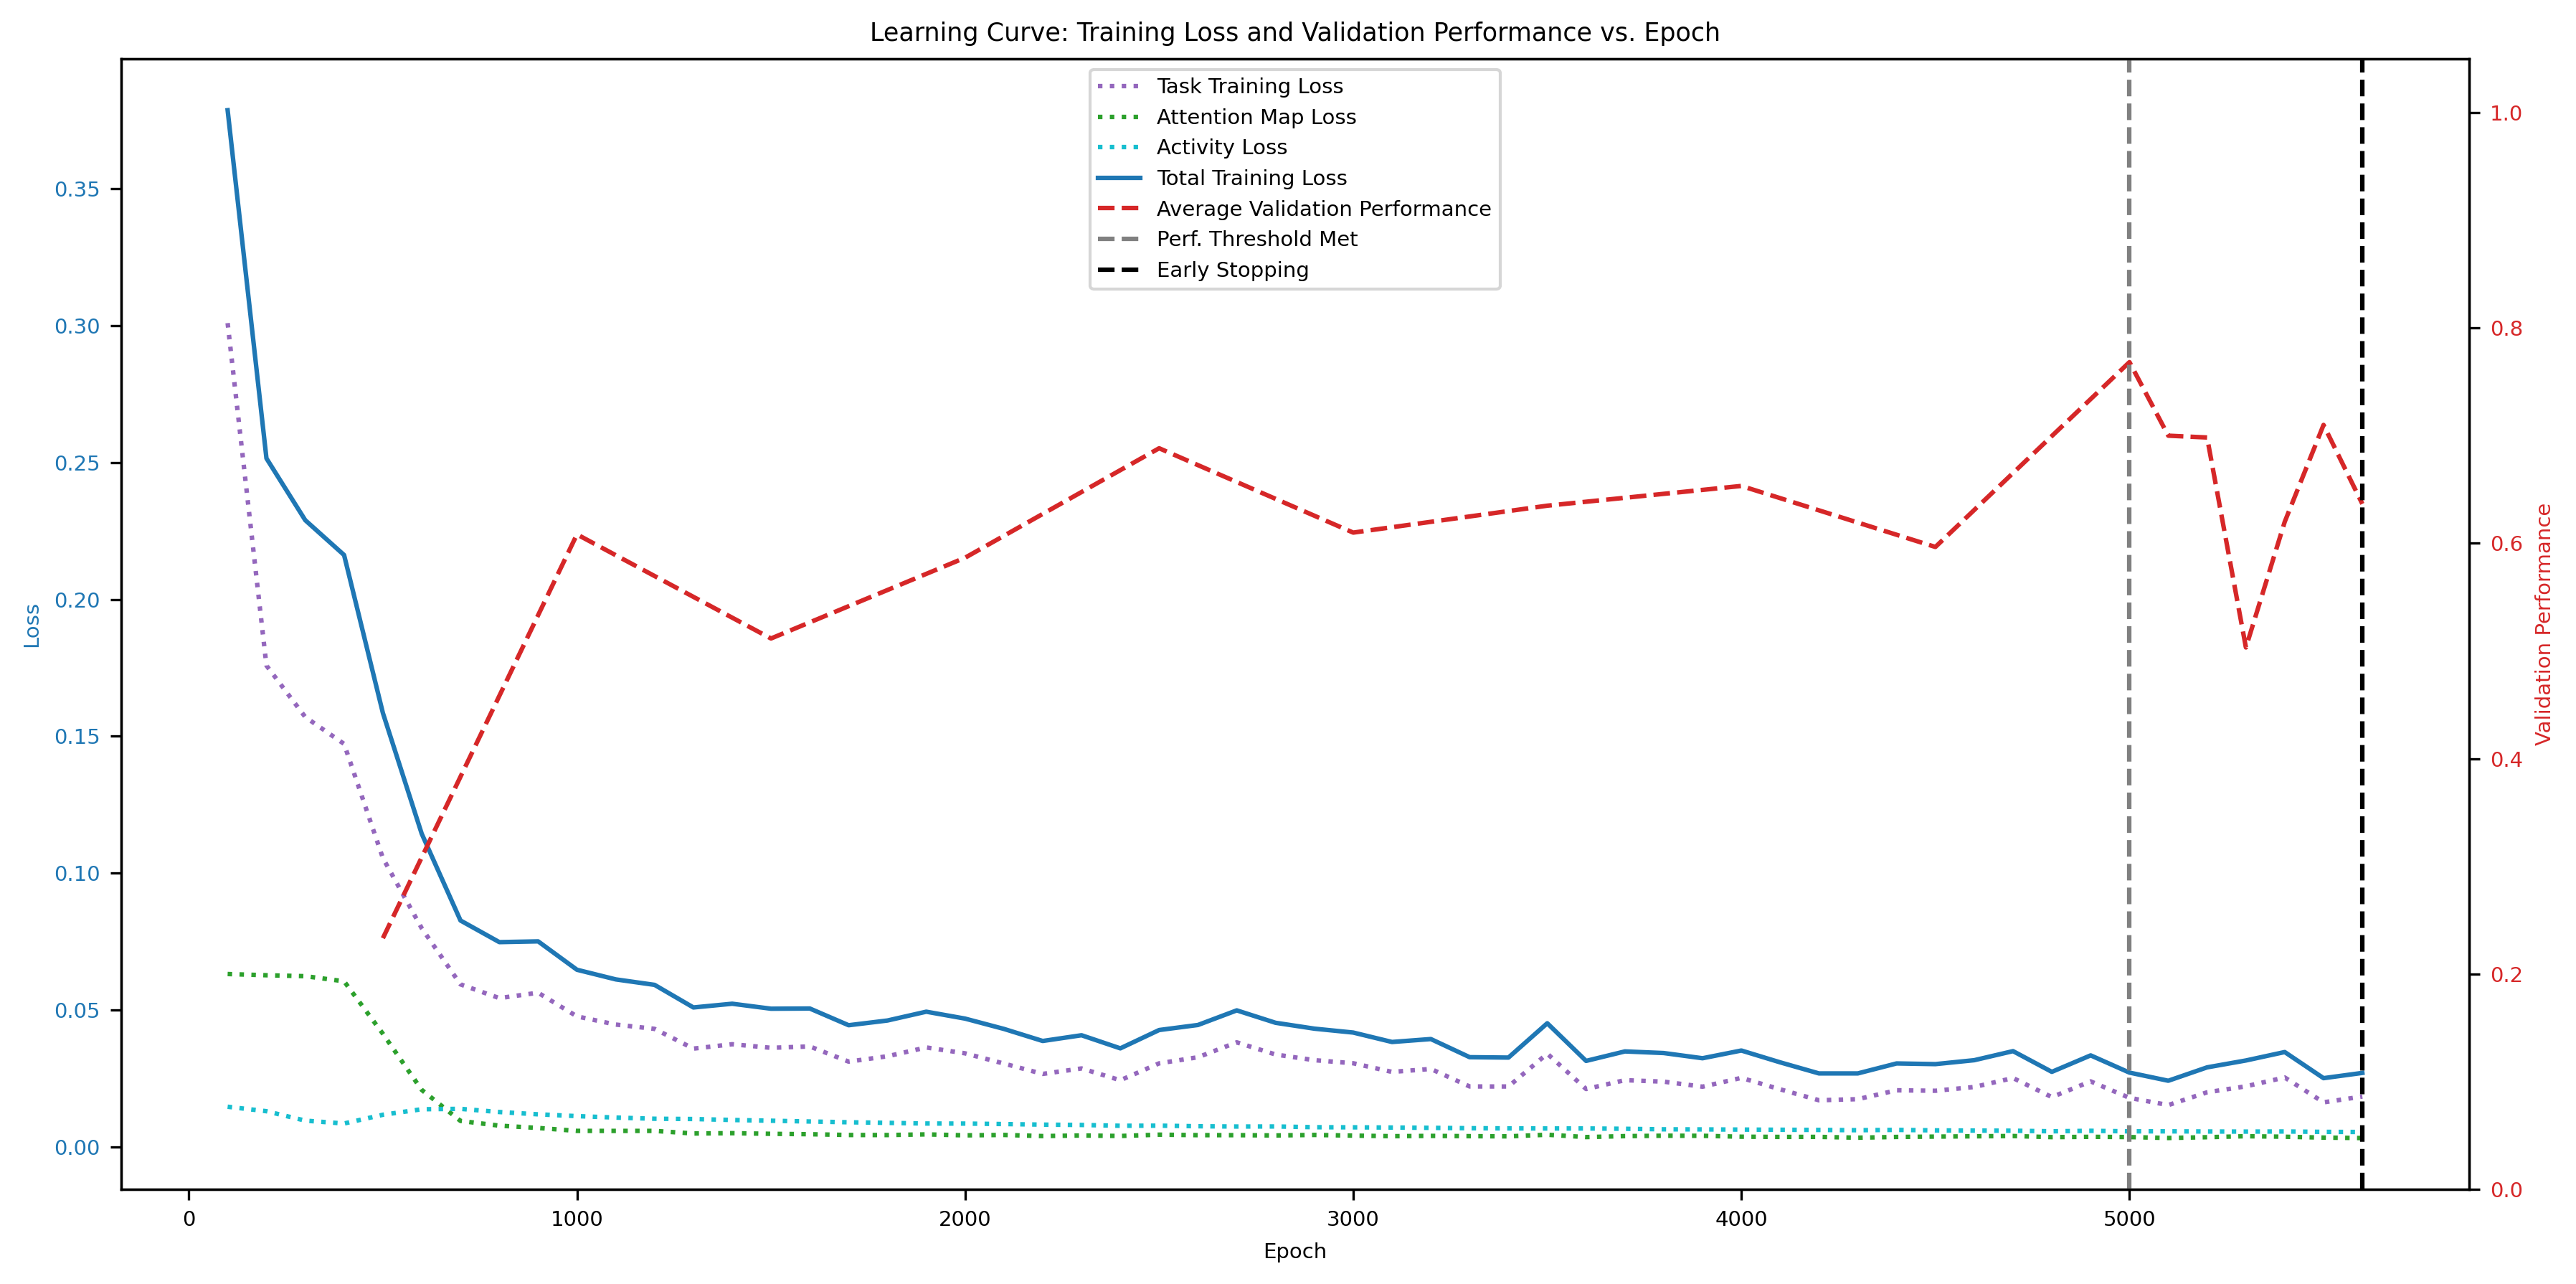 Learning Curve: Training Loss and Validation Performance vs. Epoch
Task Training Loss
Attention Map Loss
Activity Loss
Total Training Loss
Average Validation Performance
Perf. Threshold Met
Early Stopping
Loss
0.35
0.30
0.25
0.20
0.15
0.10
0.05
0.00
1.0
0.8
0.6
0.4
0.2
0.0
Validation Performance
0
1000
2000
3000
4000
5000
Epoch